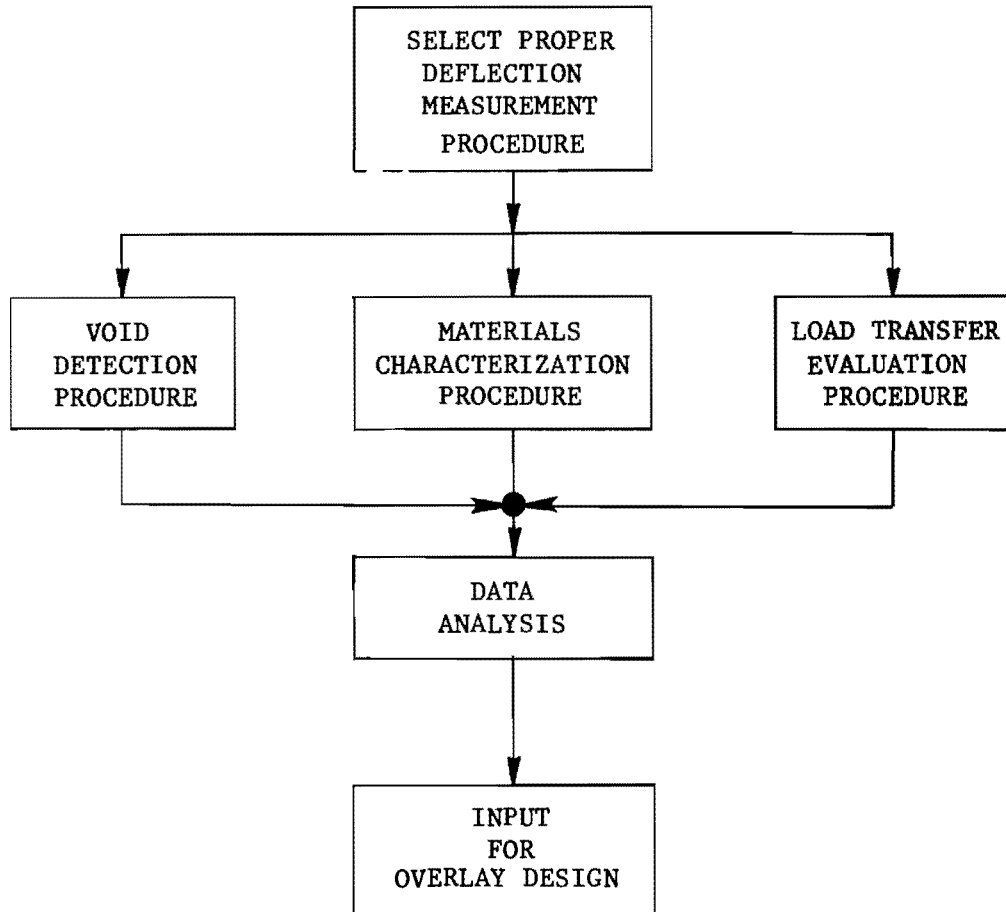 SELECT PROPER
DEFLECTION
MEASUREMENT
PROCEDURE
VOID
DETECTION
PROCEDURE
MATERIALS
CHARACTERIZATION
PROCEDURE
LOAD TRANSFER
EVALUATION
PROCEDURE
DATA
ANALYSIS
INPUT
FOR
OVERLAY DESIGN